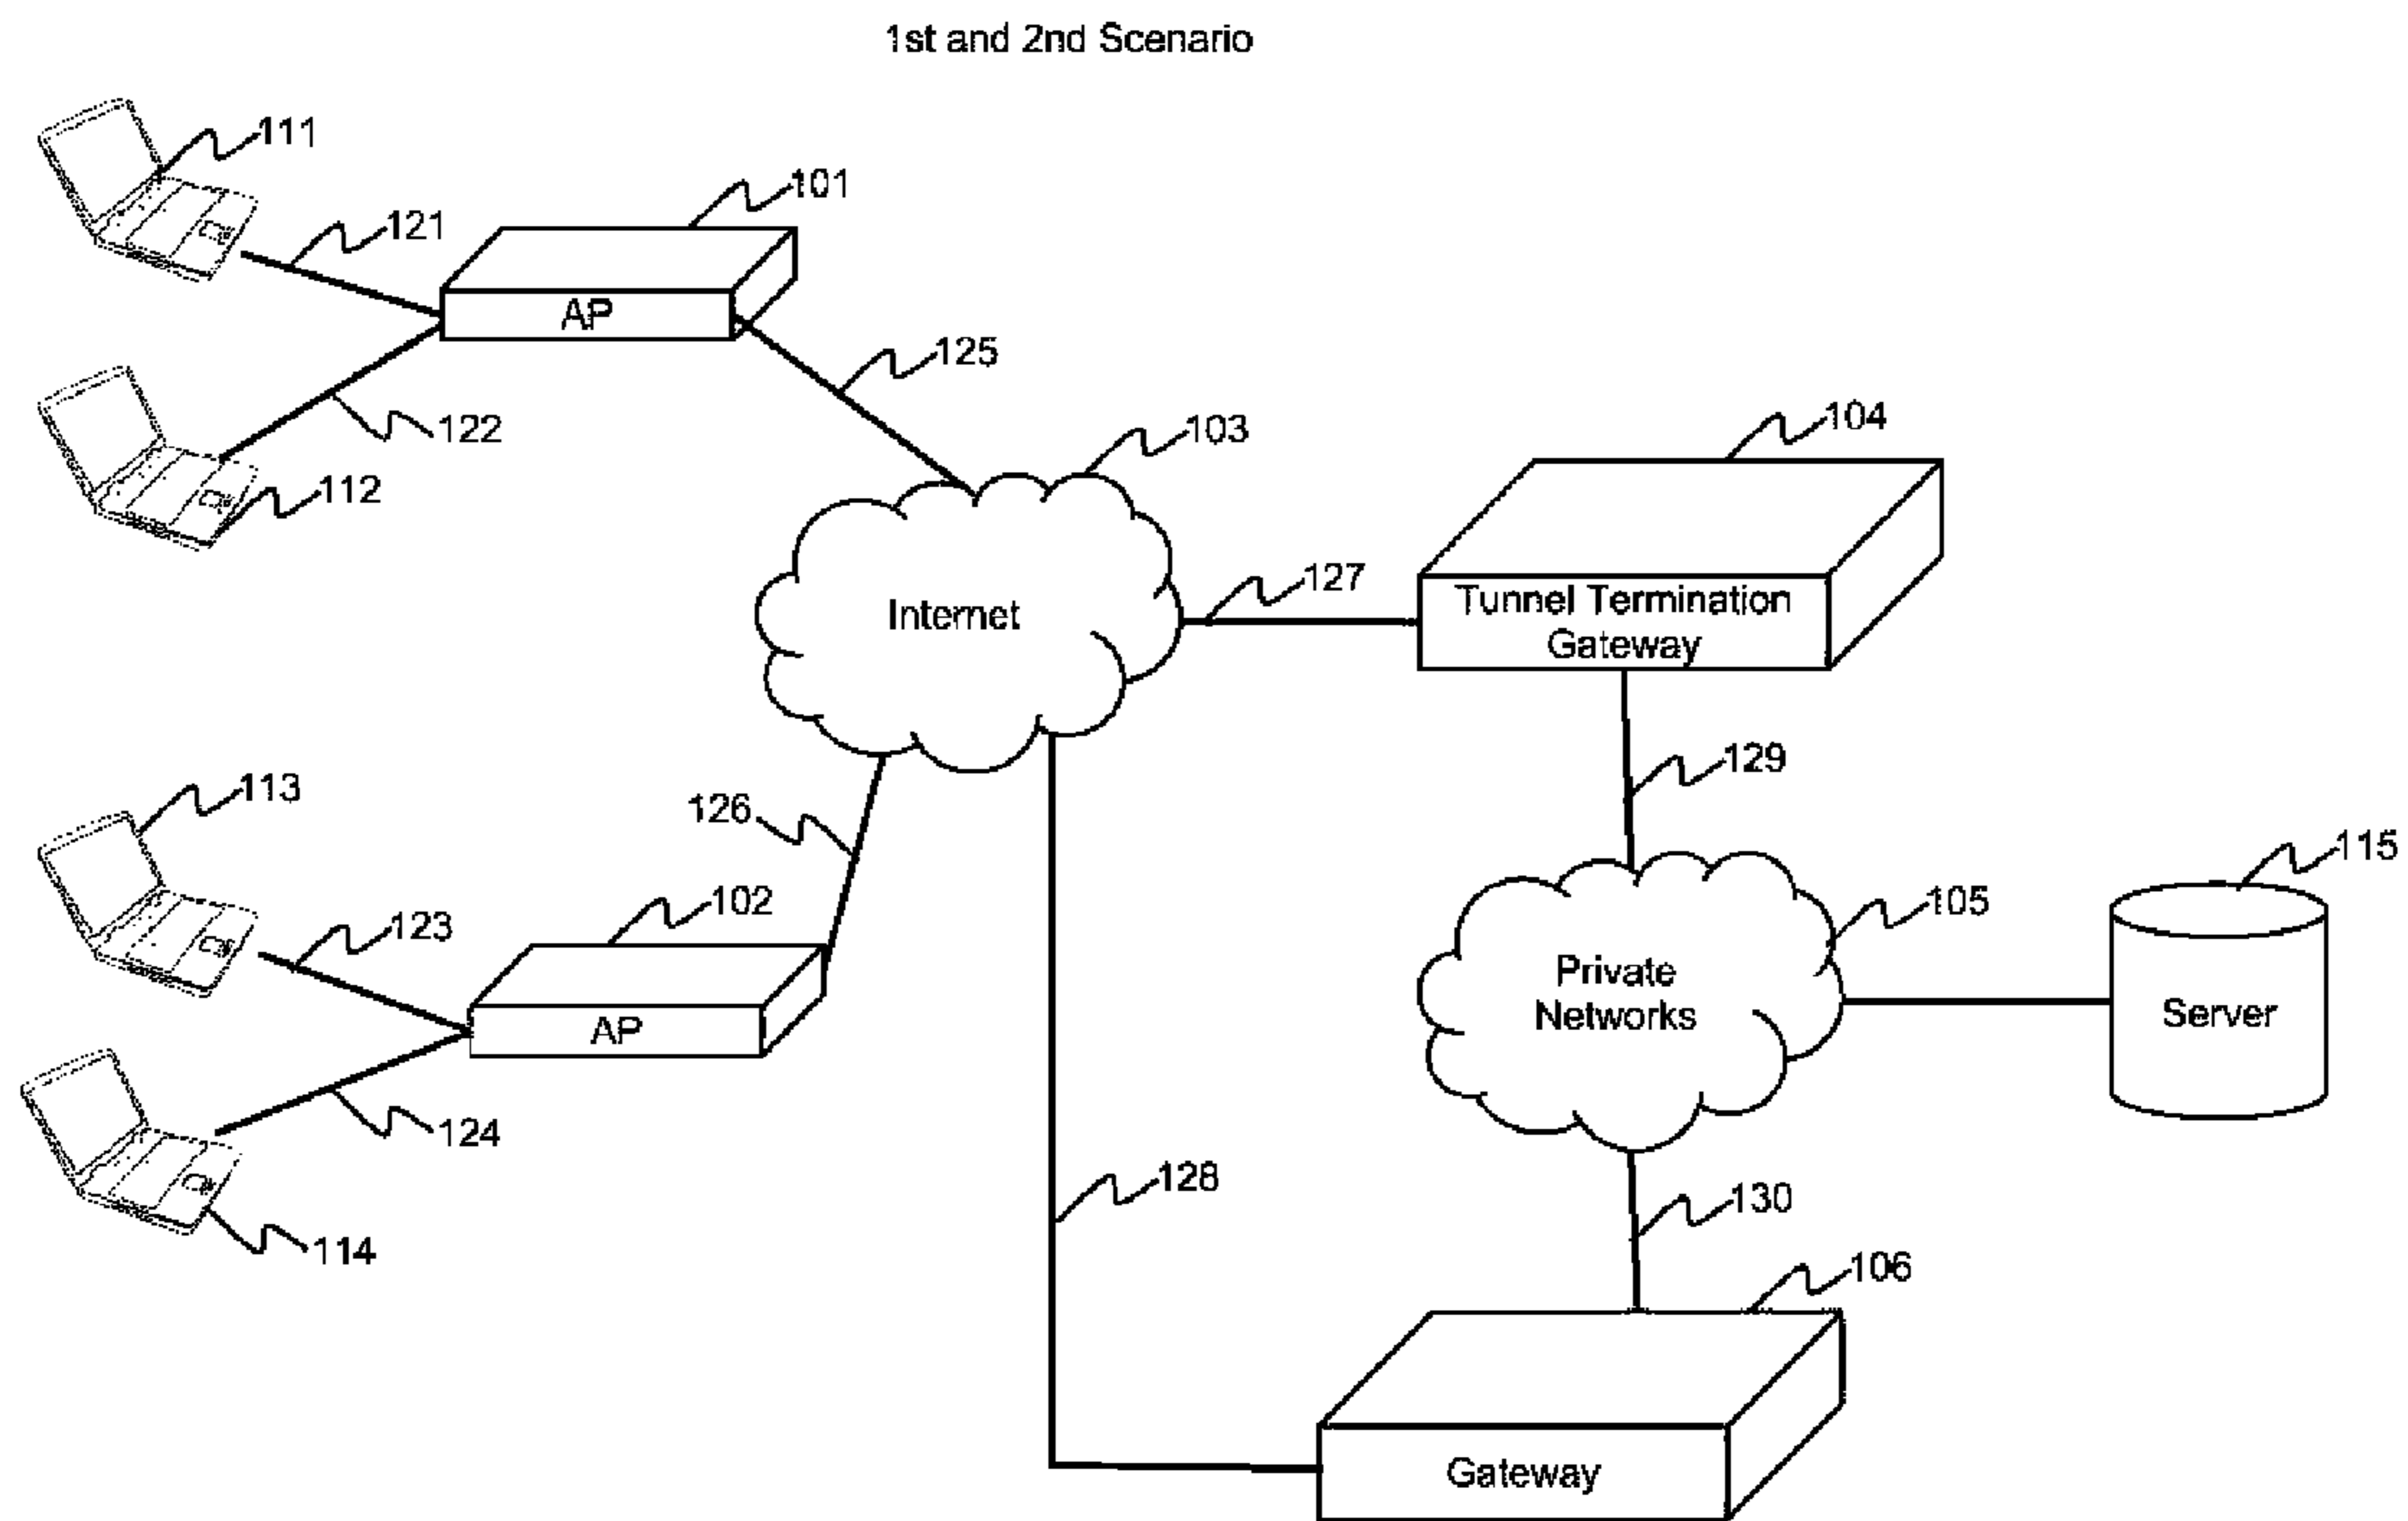 1st and 2nd Scenario
111
101
121
AP
125
122
103
104
112
127
Internet
Tunnel Termination
Gateway
129
113
126
115
102
105
123
Private
Networks
AP
Server
124
128
130
114
106
Gateway